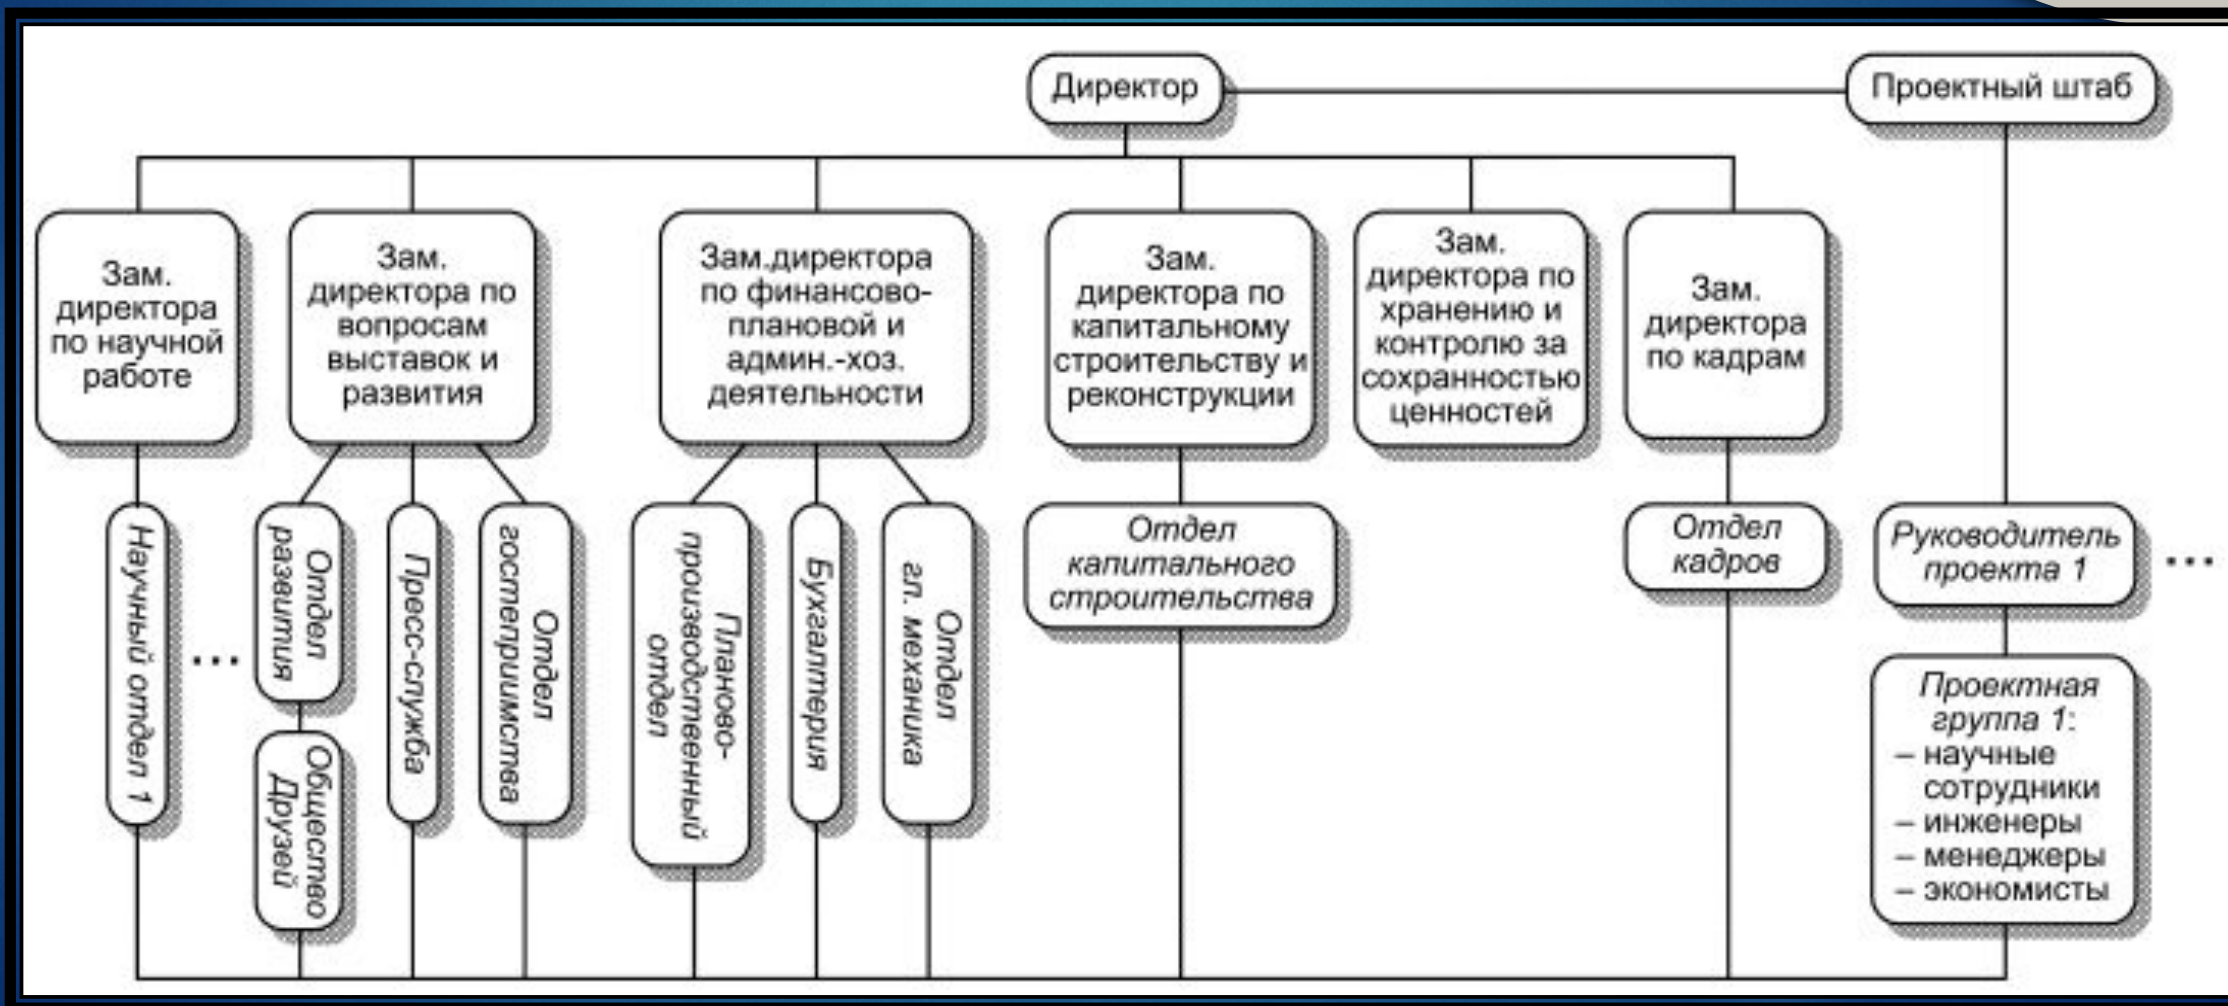 Директор
Проектный штаб
Зам.
директора
по научной
работе
Зам.
директора по
вопросам
выставок и
развития
Зам.директора
по финансово-
плановой и
админ.-хоз.
деятельности
Зам.
директора по
капитальному
строительству и
реконструкции
Зам.
директора по
хранению и
контролю за
сохранностью
ценностей
Зам.
директора
по кадрам
Научный отдел 1
...
Отдел
развития
Общество
Друзей
Пресс-служба
Отдел
гостеприимства
Планово-
производственный
отдел
Бухгалтерия
Отдел
гл. механика
Отдел
капитального
строительства
Отдел
кадров
Руководитель
проекта 1
...
Проектная
группа 1:
– научные
сотрудники
– инженеры
– менеджеры
– экономисты